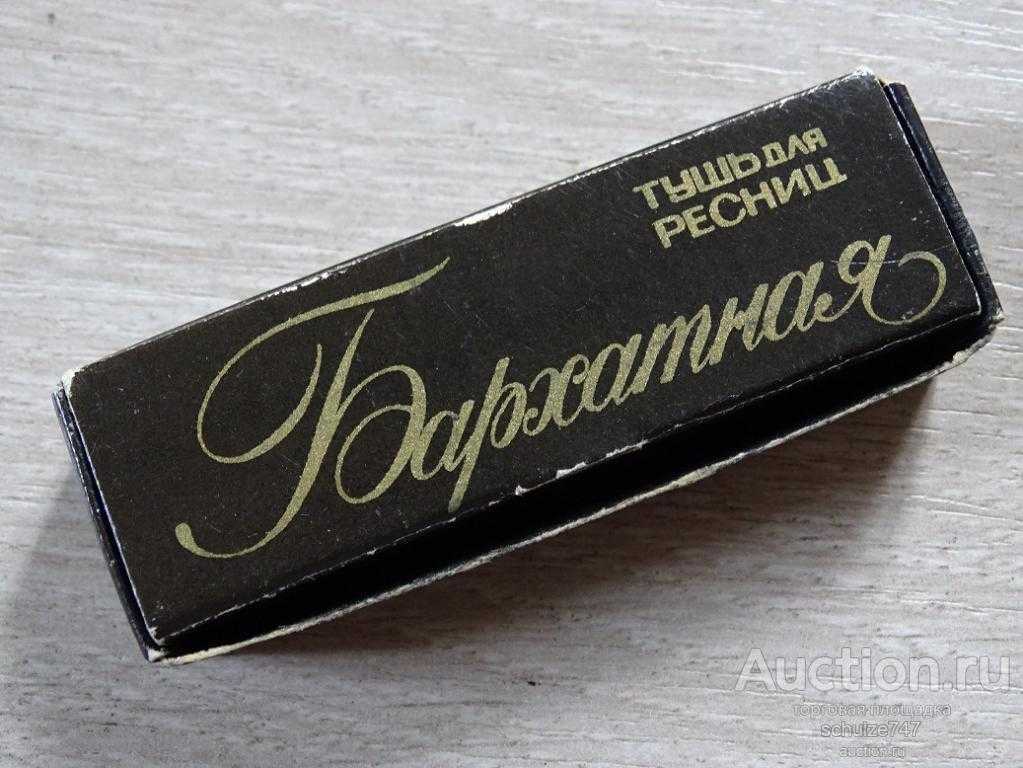 ТУШЬ для
РЕСНИЦ
Бархатная
Auction.ru
торговая площадка
schulze747
auction.ru